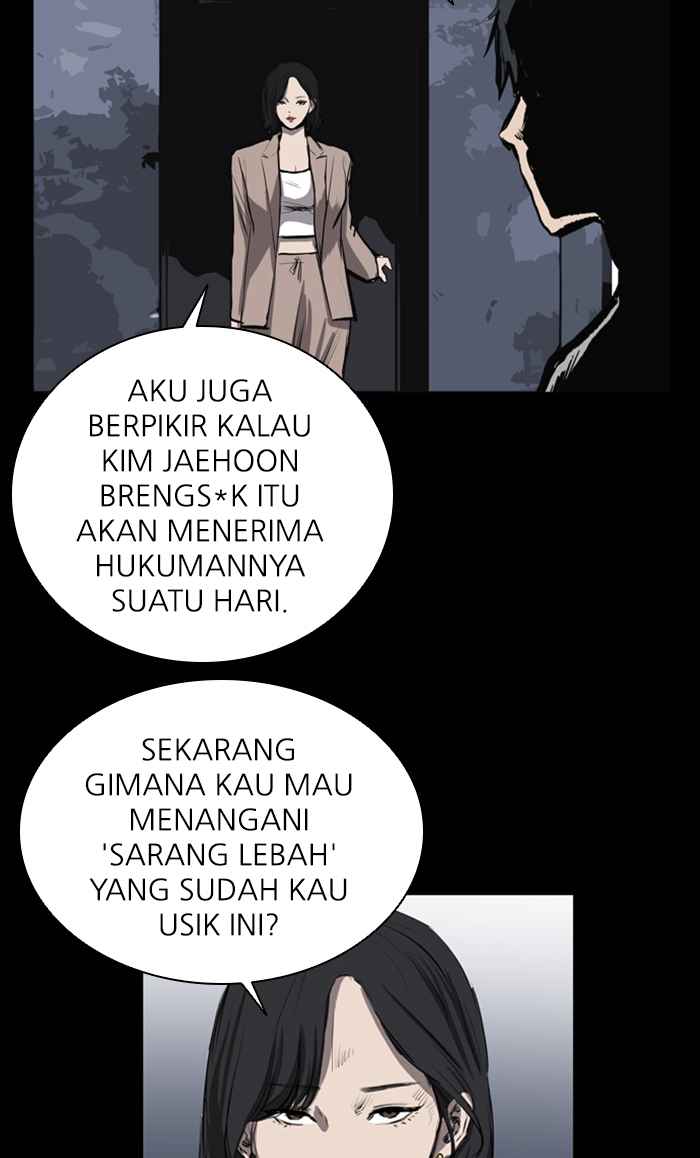 AKU JUGA
BERPIKIR KALAU
KIM JAEHOON
BRENGS*K ITU
AKAN MENERIMA
HUKUMANNYA
SUATU HARI.
SEKARANG
GIMANA KAU MAU
MENANGANI
'SARANG LEBAH'
YANG SUDAH KAU
USIK INI?